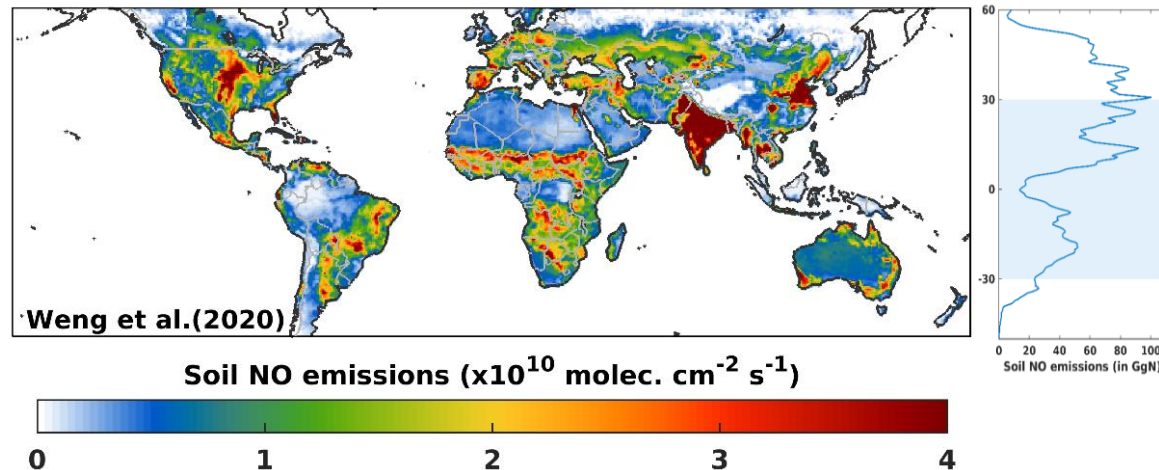 Weng et al.(2020)
Soil NO emissions (x10^10 molec. cm^-2 s^-1)
0 1 2 3 4
60
30
0
-30
0 20 40 60 80 100
Soil NO emissions (in GgN)